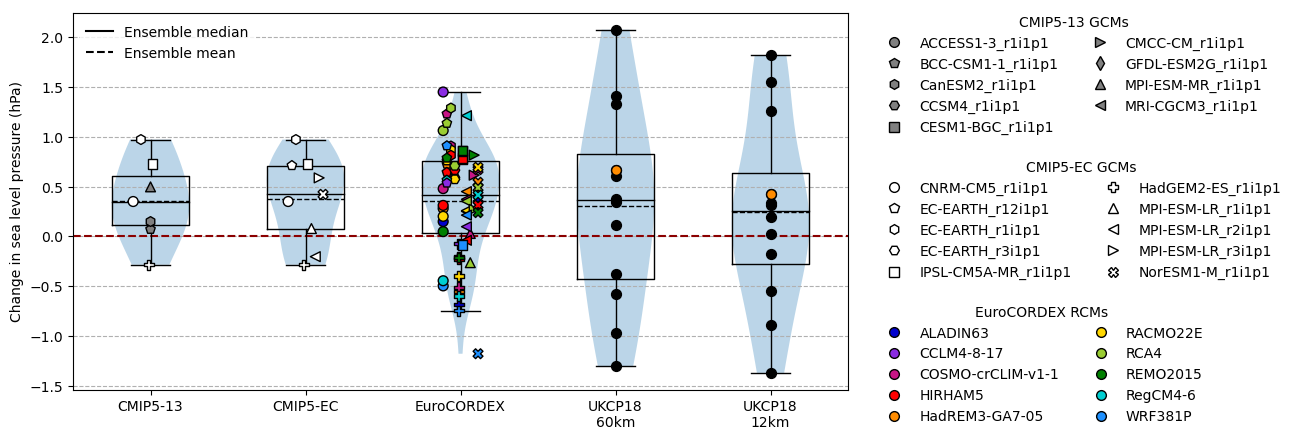 Change in sea level pressure (hPa)
2.0
1.5
1.0
0.5
0.0
−0.5
−1.0
−1.5
Ensemble median
Ensemble mean
CMIP5-13
CMIP5-EC
EuroCORDEX
UKCP18
60km
UKCP18
12km
CMIP5-13 GCMs
ACCESS1-3_r1i1p1
BCC-CSM1-1_r1i1p1
CanESM2_r1i1p1
CCSM4_r1i1p1
CESM1-BGC_r1i1p1
CMCC-CM_r1i1p1
GFDL-ESM2G_r1i1p1
MPI-ESM-MR_r1i1p1
MRI-CGCM3_r1i1p1
CMIP5-EC GCMs
CNRM-CM5_r1i1p1
EC-EARTH_r12i1p1
EC-EARTH_r1i1p1
EC-EARTH_r3i1p1
IPSL-CM5A-MR_r1i1p1
HadGEM2-ES_r1i1p1
MPI-ESM-LR_r1i1p1
MPI-ESM-LR_r2i1p1
MPI-ESM-LR_r3i1p1
NorESM1-M_r1i1p1
EuroCORDEX RCMs
ALADIN63
CCLM4-8-17
COSMO-crCLIM-v1-1
HIRHAM5
HadREM3-GA7-05
RACMO22E
RCA4
REMO2015
RegCM4-6
WRF381P